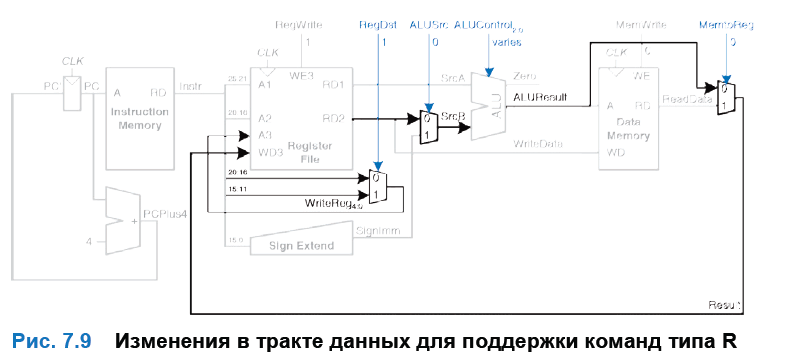 RegWrite RegDst ALUSrc ALUControl2:0 MemWrite MemtoReg
1 1 0 varies 0 0
CLK CLK CLK
PC' PC A RD Instr
Instruction Memory
25:21 A1 WE3 RD1 SrcA Zero WE
20:16 A2 RD2 0 SrcB ALU ALUResult A RD ReadData 0
A3 1 Data Memory 1
WD3 Register File WriteData WD
20:16 0
15:11 1
WriteReg4:0
PCPlus4
+
4
SignImm
15:0 Sign Extend
Result
Рис. 7.9 Изменения в тракте данных для поддержки команд типа R